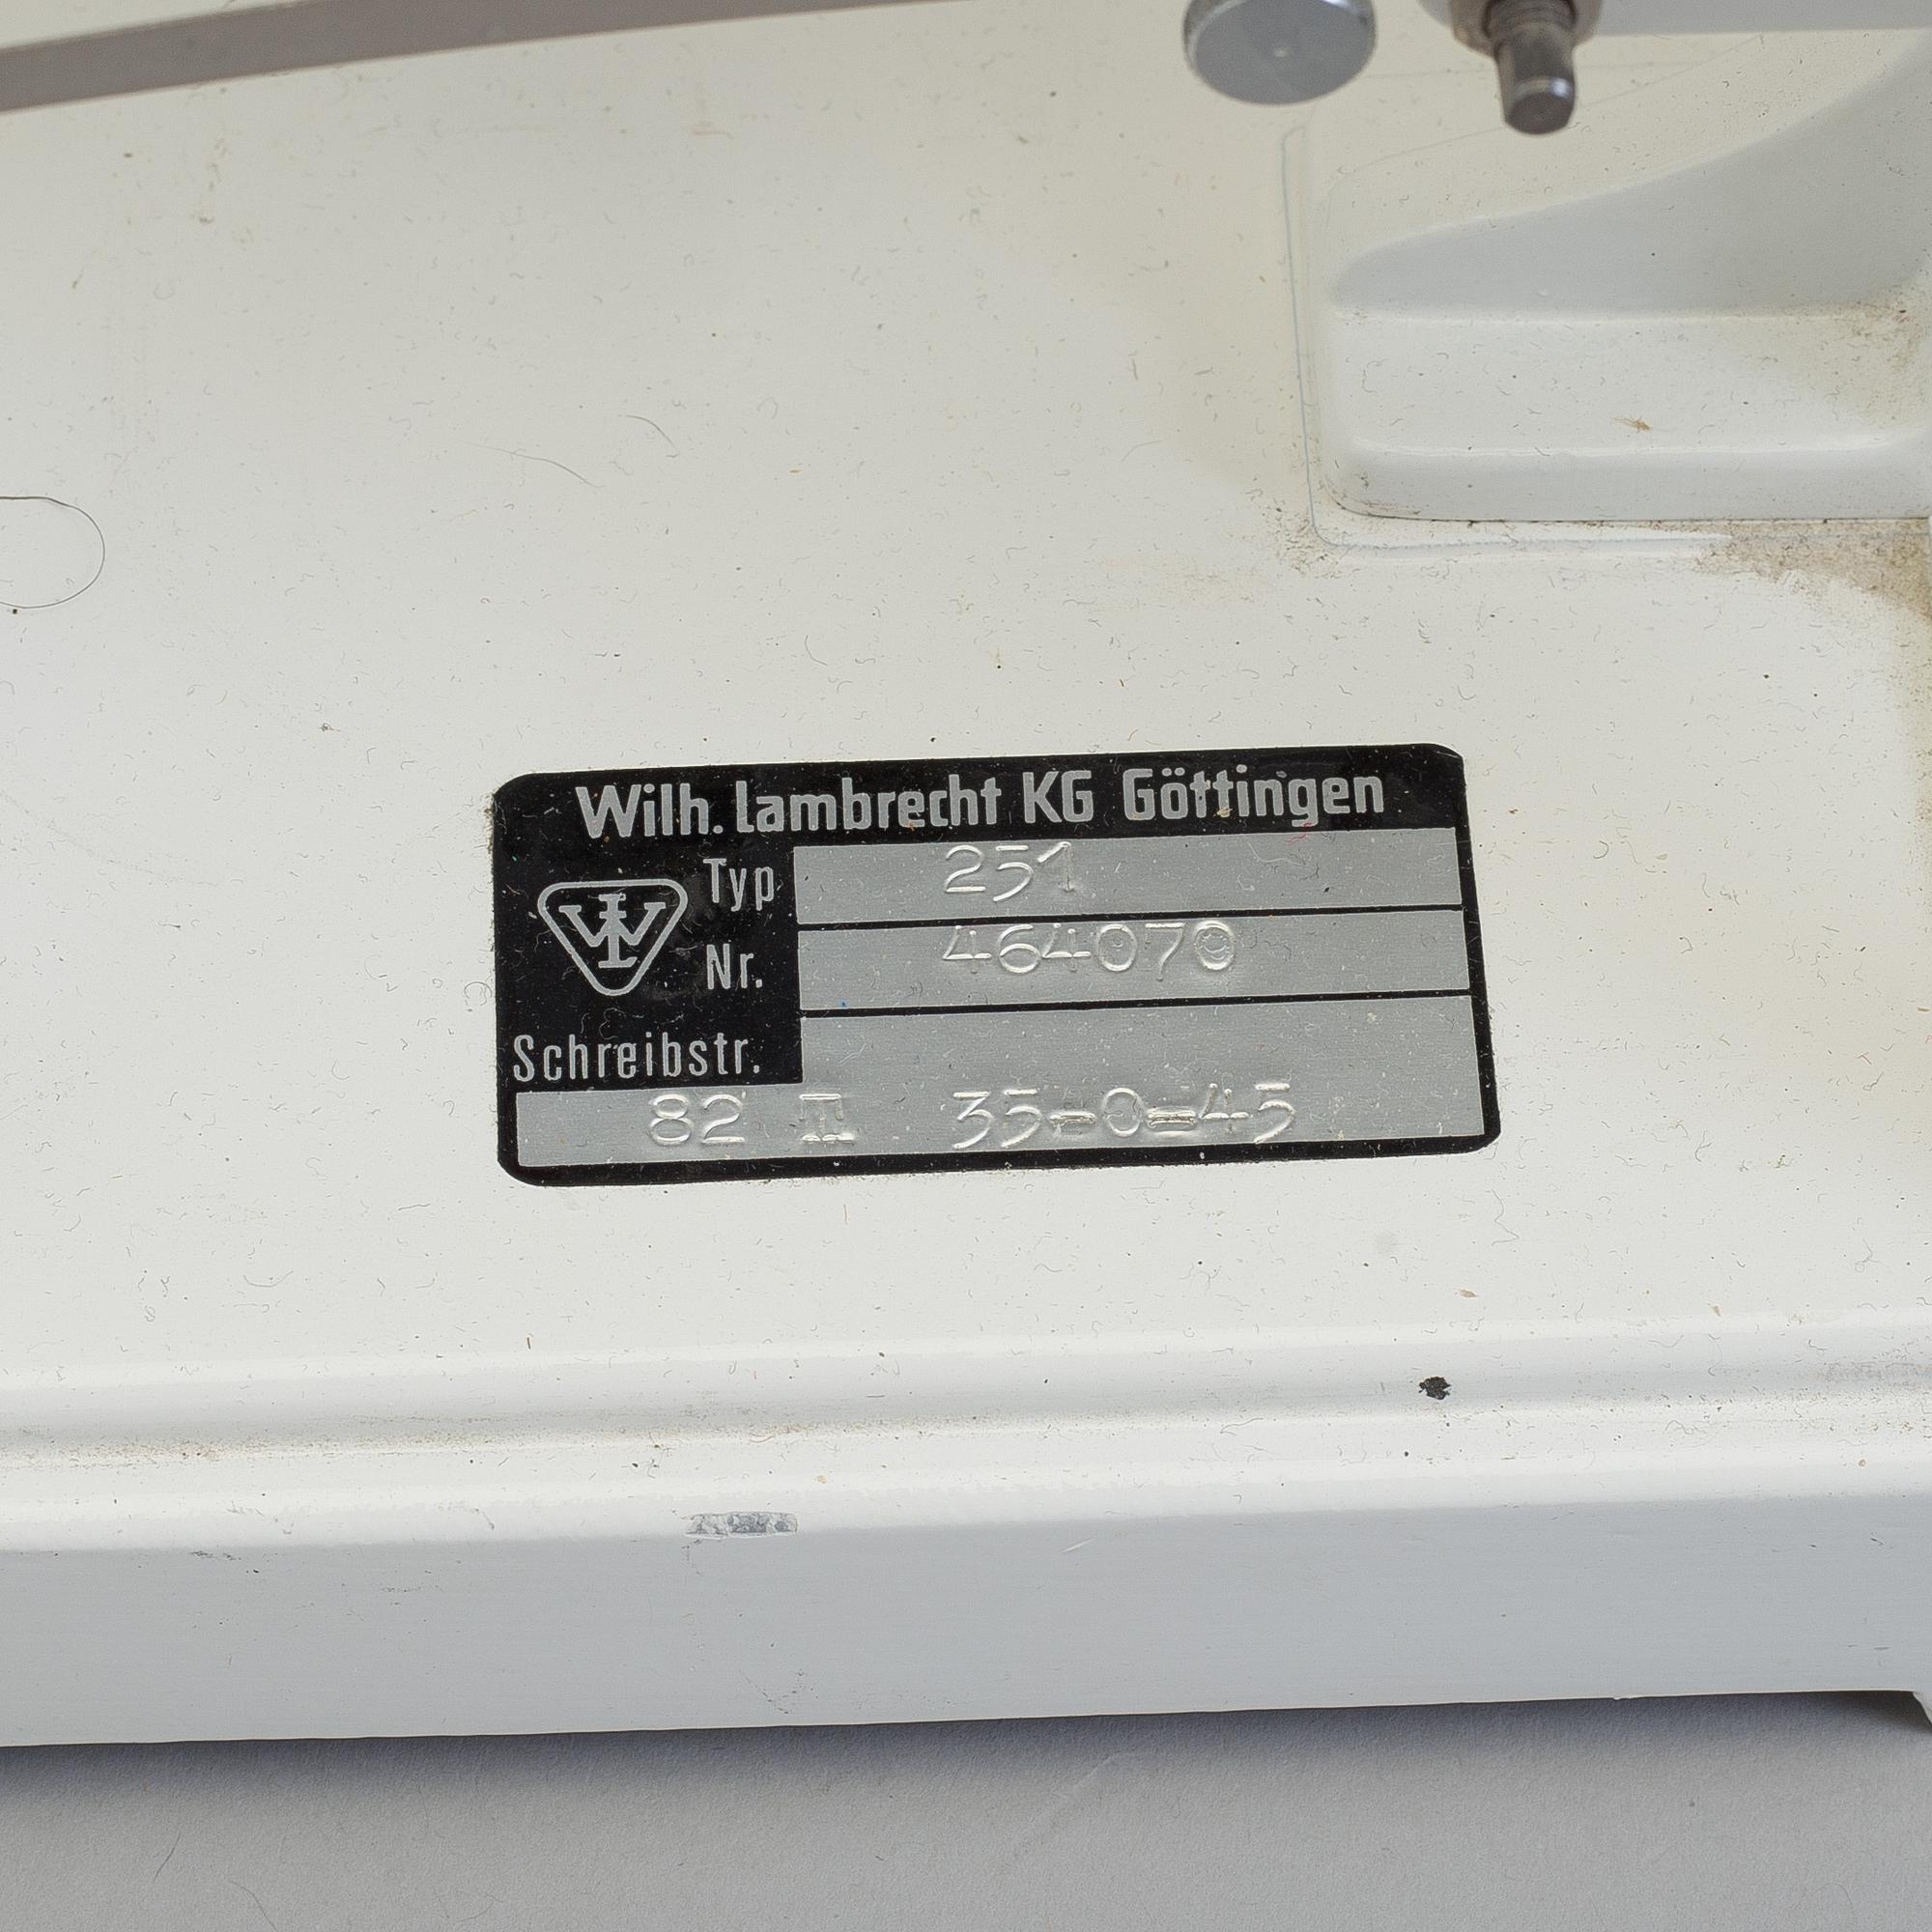 Wilh. Lambrecht KG Göttingen
Typ 251
Nr. 464070
Schreibstr.
82 II 35-0-45